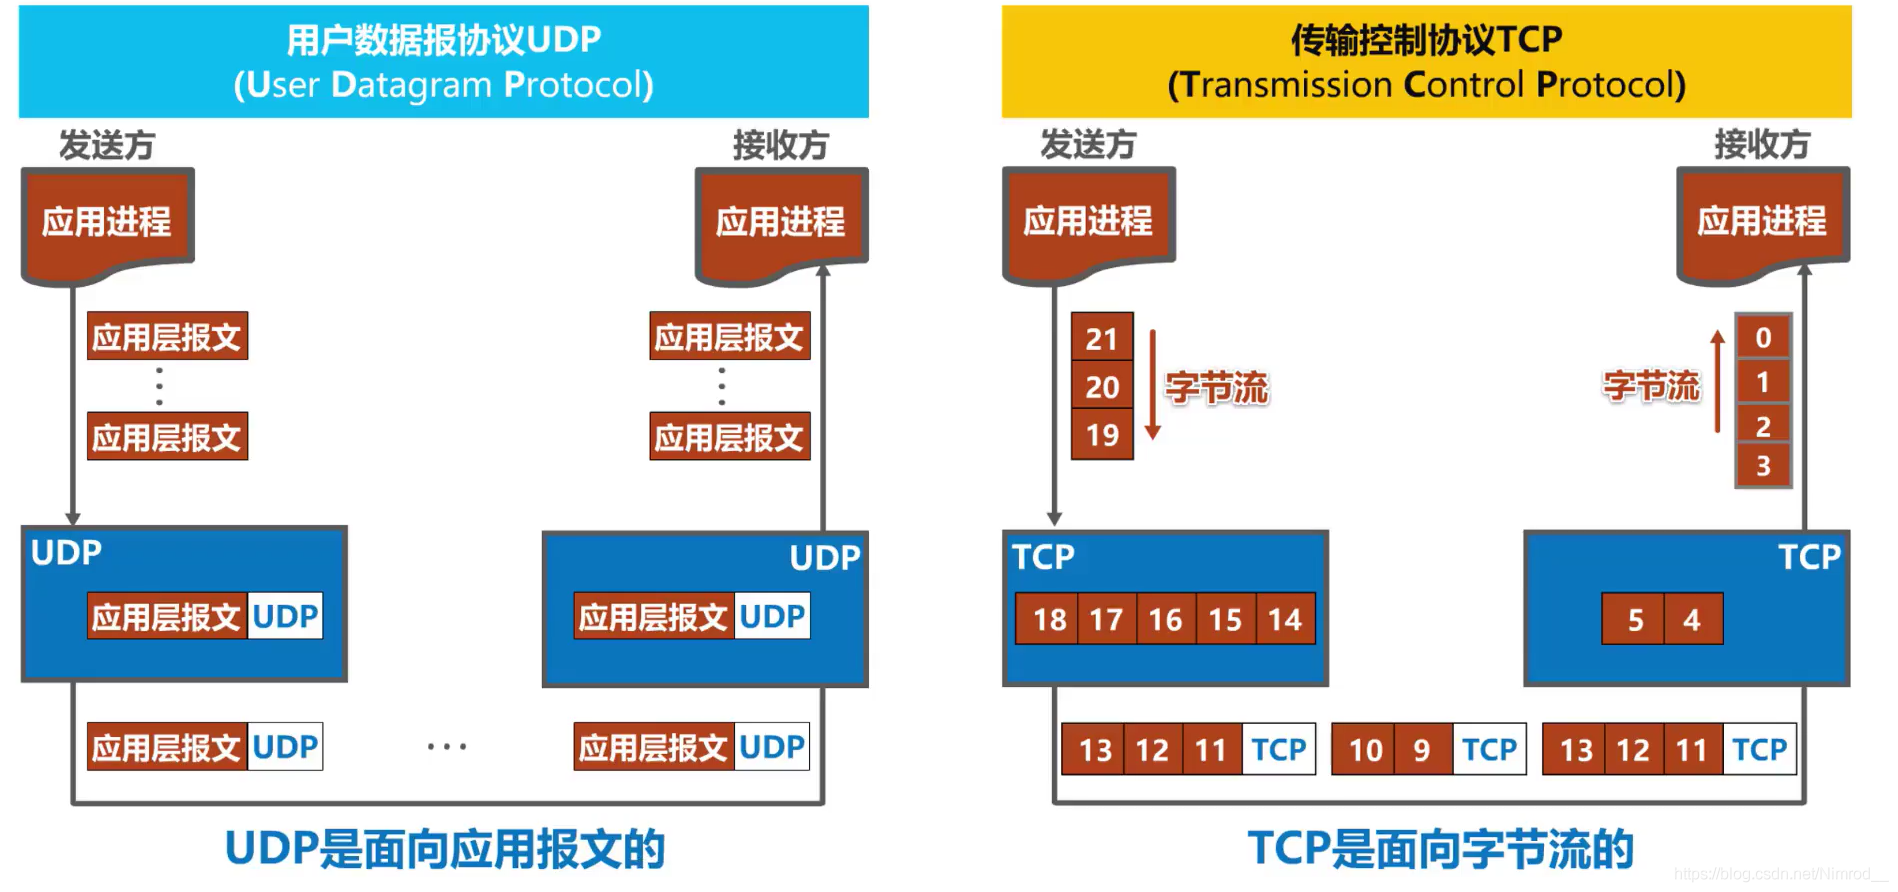 用户数据报协议UDP
(User Datagram Protocol)
发送方
接收方
应用进程
应用进程
应用层报文
应用层报文
应用层报文
应用层报文
UDP
UDP
应用层报文 UDP
应用层报文 UDP
应用层报文 UDP
...
应用层报文 UDP
UDP是面向应用报文的
传输控制协议TCP
(Transmission Control Protocol)
发送方
接收方
应用进程
应用进程
21
20
19
字节流
字节流
0
1
2
3
TCP
TCP
18 17 16 15 14
5 4
13 12 11 TCP
10 9 TCP
13 12 11 TCP
TCP是面向字节流的
https://blog.csdn.net/Nimrod__